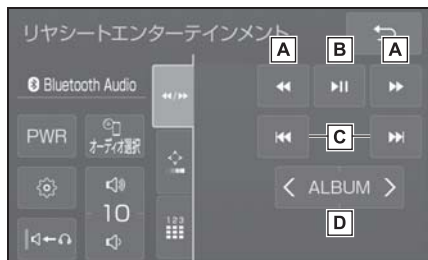 リヤシートエンターテインメント
A B A
Bluetooth Audio
PWR
オーディオ選択
C
10
123
< ALBUM >
D